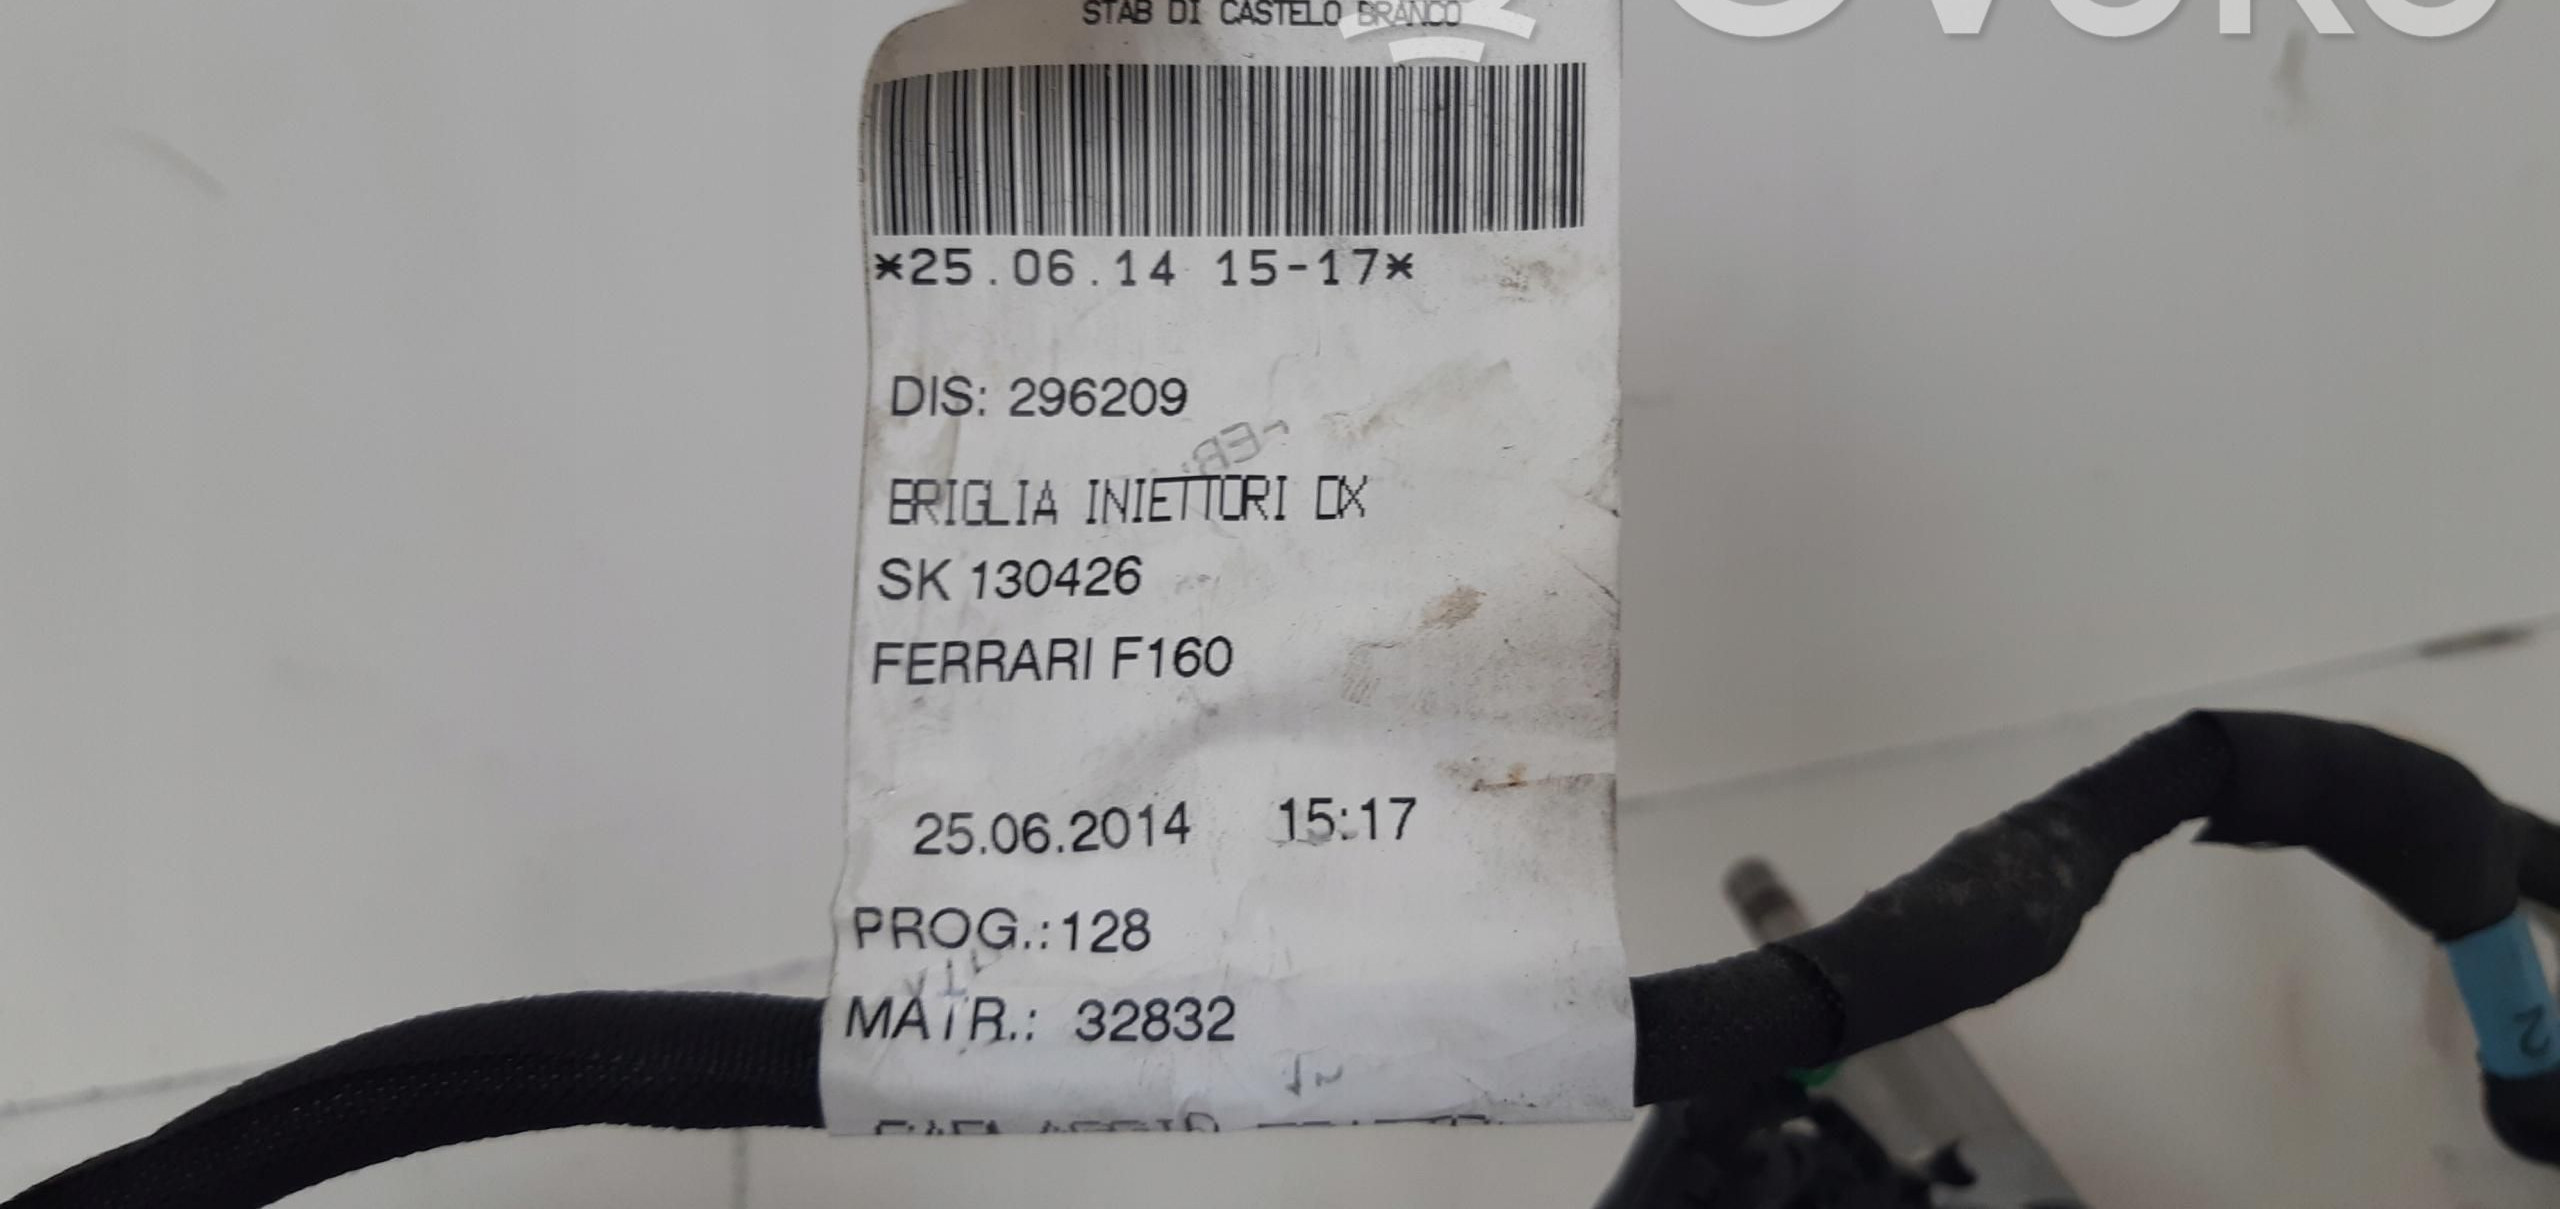 STAB DI CASTELO BRANCO
*25.06.14 15-17*
DIS: 296209
BRIGLIA INIETTORI DX
SK 130426
FERRARI F160
25.06.2014 15:17
PROG.:128
MATR.: 32832
2